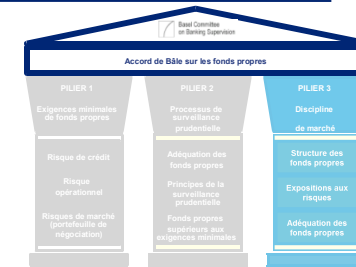 Basel Committee
on Banking Supervision
Accord de Bâle sur les fonds propres
PILIER 1
Exigences minimales
de fonds propres
Risque de crédit
Risque
opérationnel
Risques de marché
(portefeuille de
négociation)
PILIER 2
Processus de
surveillance
prudentielle
Adéquation des
fonds propres
Principes de la
surveillance
prudentielle
Fonds propres
supérieurs aux
exigences minimales
PILIER 3
Discipline
de marché
Structure des
fonds propres
Expositions aux
risques
Adéquation des
fonds propres